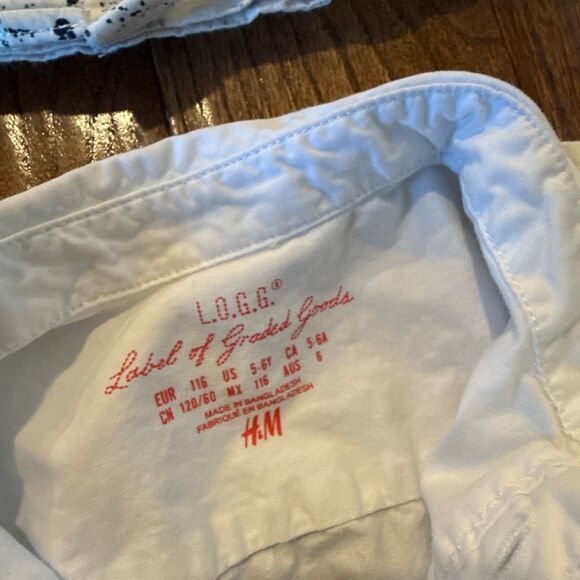 L.O.G.G.®
Label of Graded Goods
EUR 116 US 5-6Y CA 5-6A
CN 120/60 MX 116 AUS 6
MADE IN BANGLADESH
FABRIQUÉ EN BANGLADESH
H&M